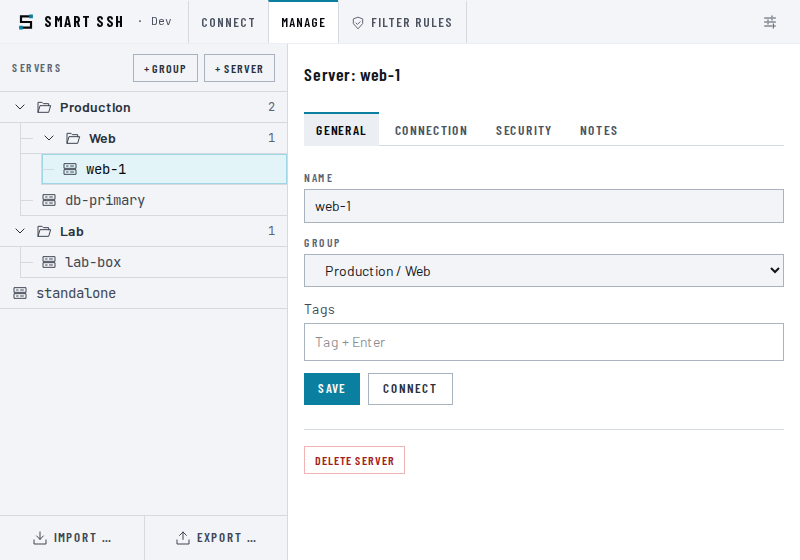 SMART SSH · Dev CONNECT MANAGE FILTER RULES
SERVERS + GROUP + SERVER
Production 2
Web 1
web-1
db-primary
Lab 1
lab-box
standalone
IMPORT … EXPORT …
Server: web-1
GENERAL CONNECTION SECURITY NOTES
NAME
web-1
GROUP
Production / Web
Tags
Tag + Enter
SAVE CONNECT
DELETE SERVER